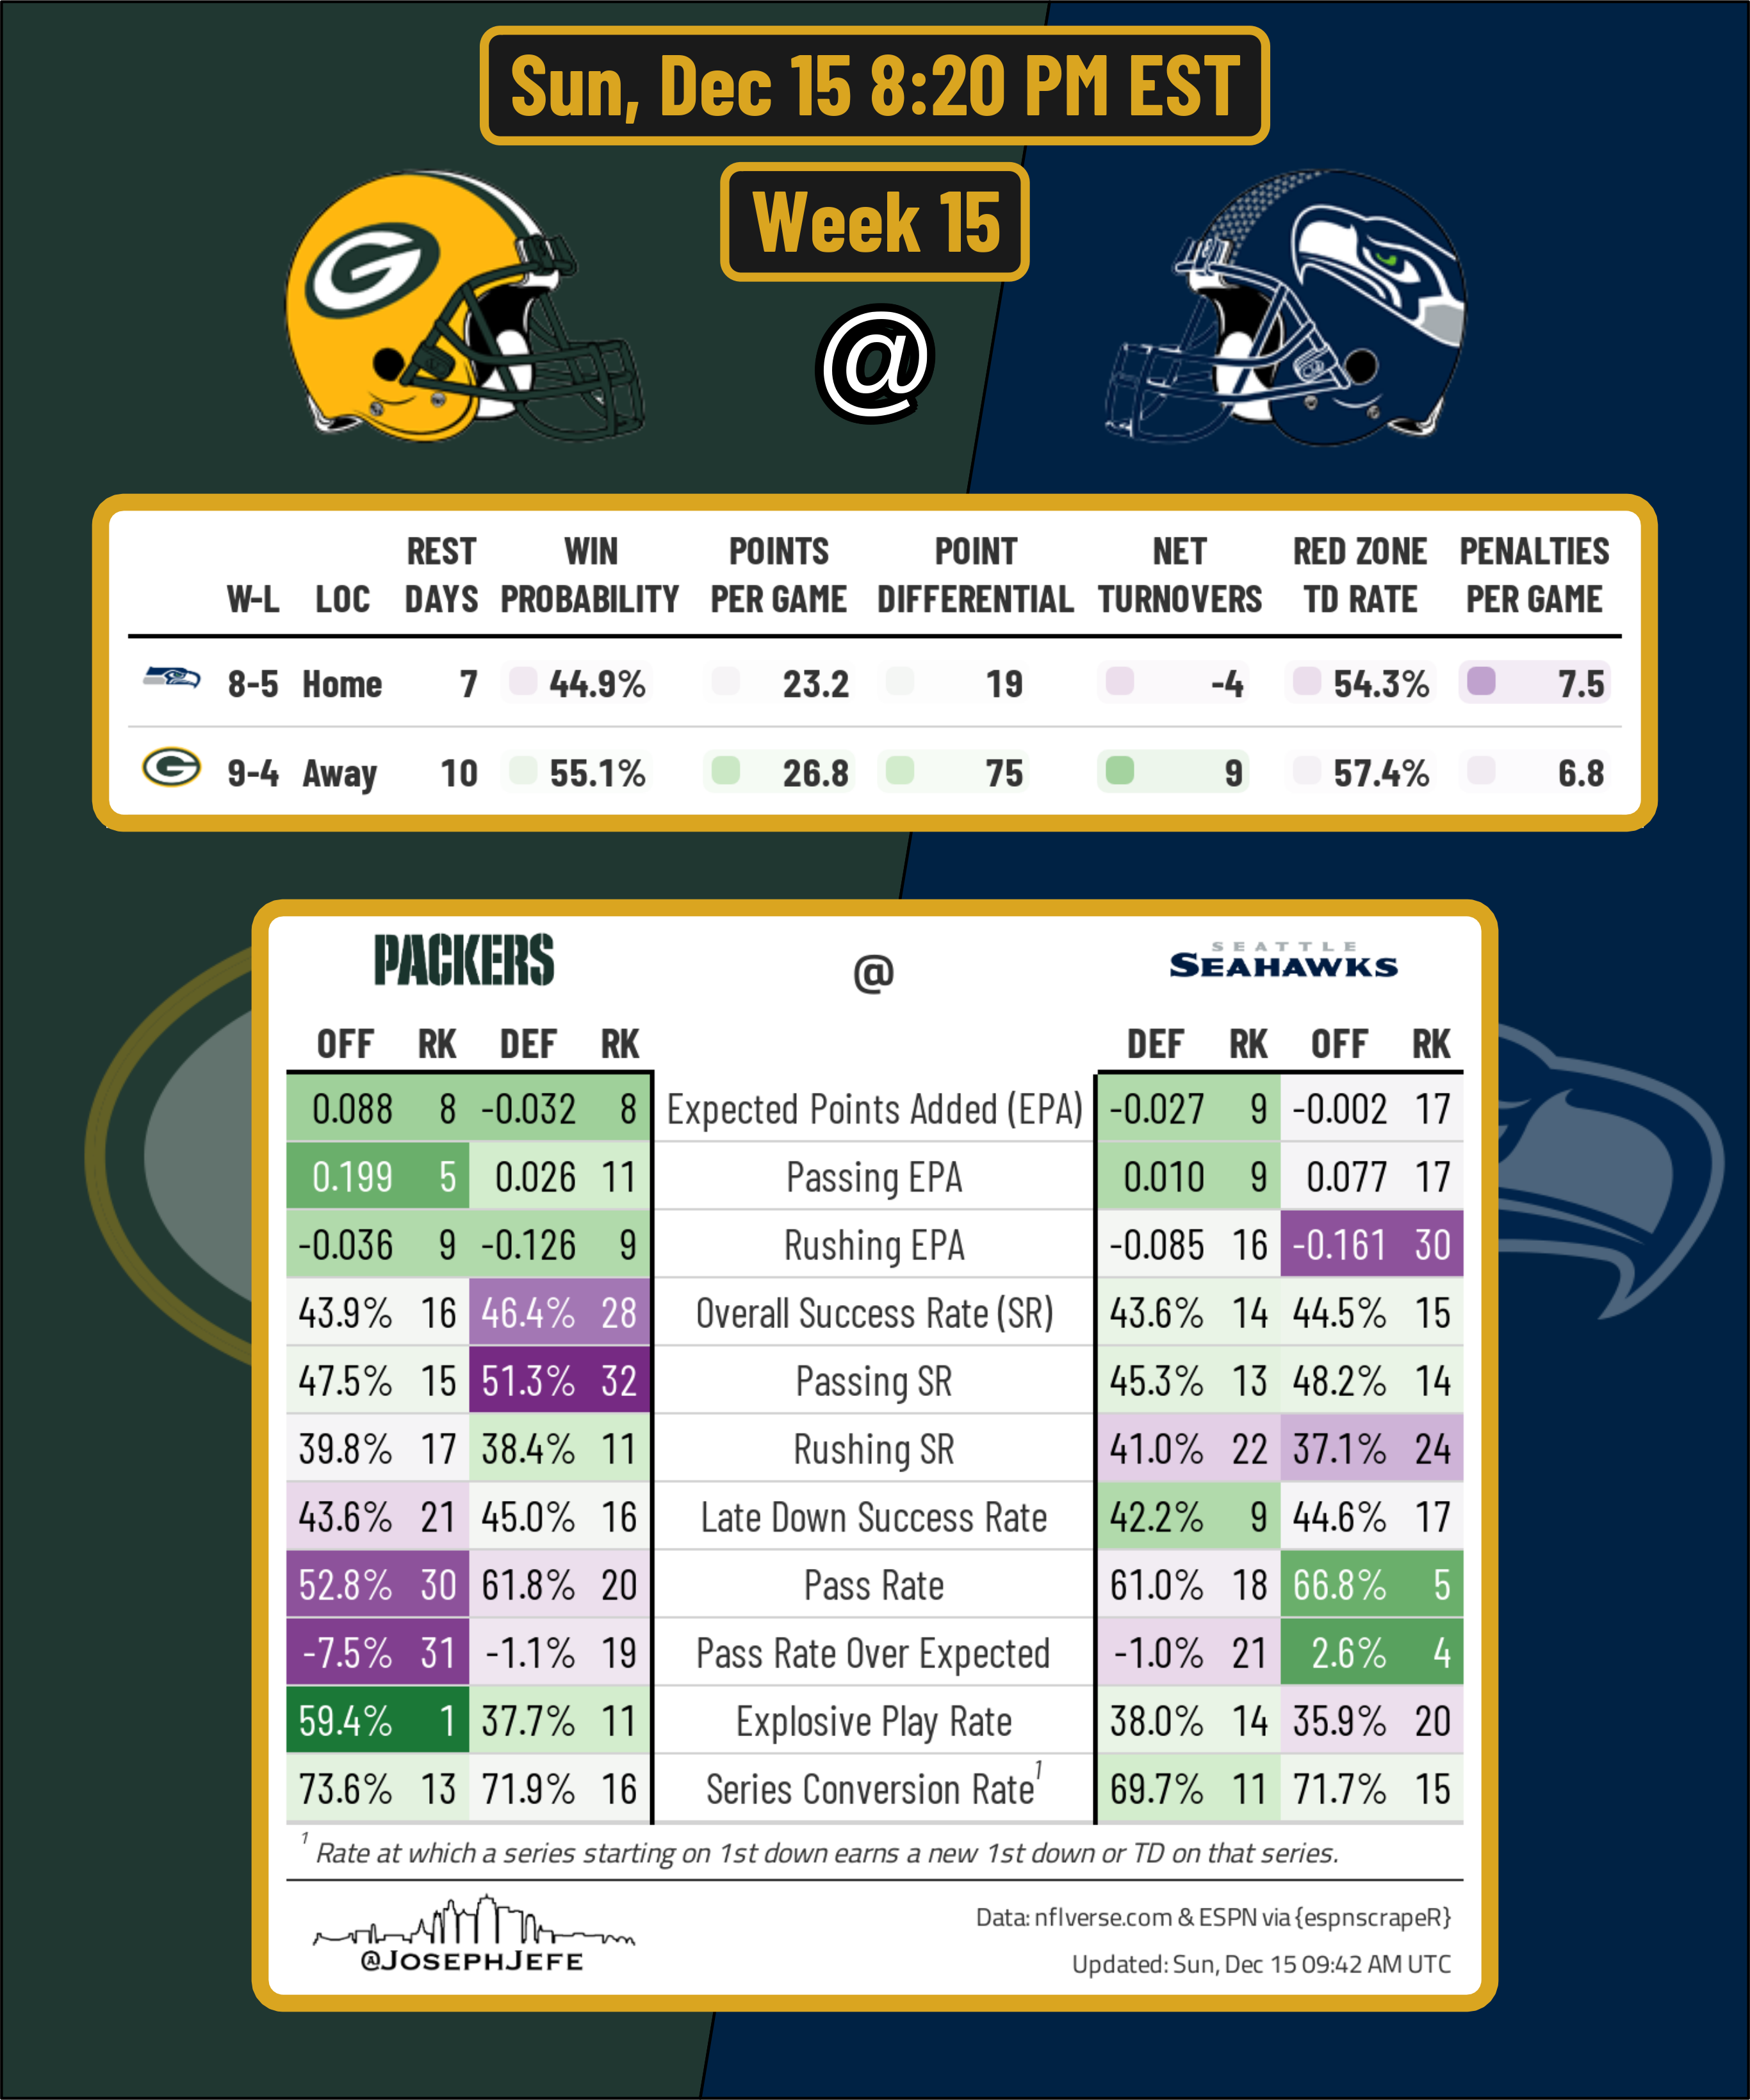 Sun, Dec 15 8:20 PM EST
Week 15
@
G
REST WIN POINTS POINT NET RED ZONE PENALTIES
W-L LOC DAYS PROBABILITY PER GAME DIFFERENTIAL TURNOVERS TD RATE PER GAME
8-5 Home 7 44.9% 23.2 19 -4 54.3% 7.5
G 9-4 Away 10 55.1% 26.8 75 9 57.4% 6.8
PACKERS @ SEATTLE SEAHAWKS
OFF RK DEF RK DEF RK OFF RK
0.088 8 -0.032 8 Expected Points Added (EPA) -0.027 9 -0.002 17
0.199 5 0.026 11 Passing EPA 0.010 9 0.077 17
-0.036 9 -0.126 9 Rushing EPA -0.085 16 -0.161 30
43.9% 16 46.4% 28 Overall Success Rate (SR) 43.6% 14 44.5% 15
47.5% 15 51.3% 32 Passing SR 45.3% 13 48.2% 14
39.8% 17 38.4% 11 Rushing SR 41.0% 22 37.1% 24
43.6% 21 45.0% 16 Late Down Success Rate 42.2% 9 44.6% 17
52.8% 30 61.8% 20 Pass Rate 61.0% 18 66.8% 5
-7.5% 31 -1.1% 19 Pass Rate Over Expected -1.0% 21 2.6% 4
59.4% 1 37.7% 11 Explosive Play Rate 38.0% 14 35.9% 20
73.6% 13 71.9% 16 Series Conversion Rate¹ 69.7% 11 71.7% 15
¹ Rate at which a series starting on 1st down earns a new 1st down or TD on that series.
Data: nflverse.com & ESPN via {espnscrapeR}
@JOSEPHJEFE
Updated: Sun, Dec 15 09:42 AM UTC